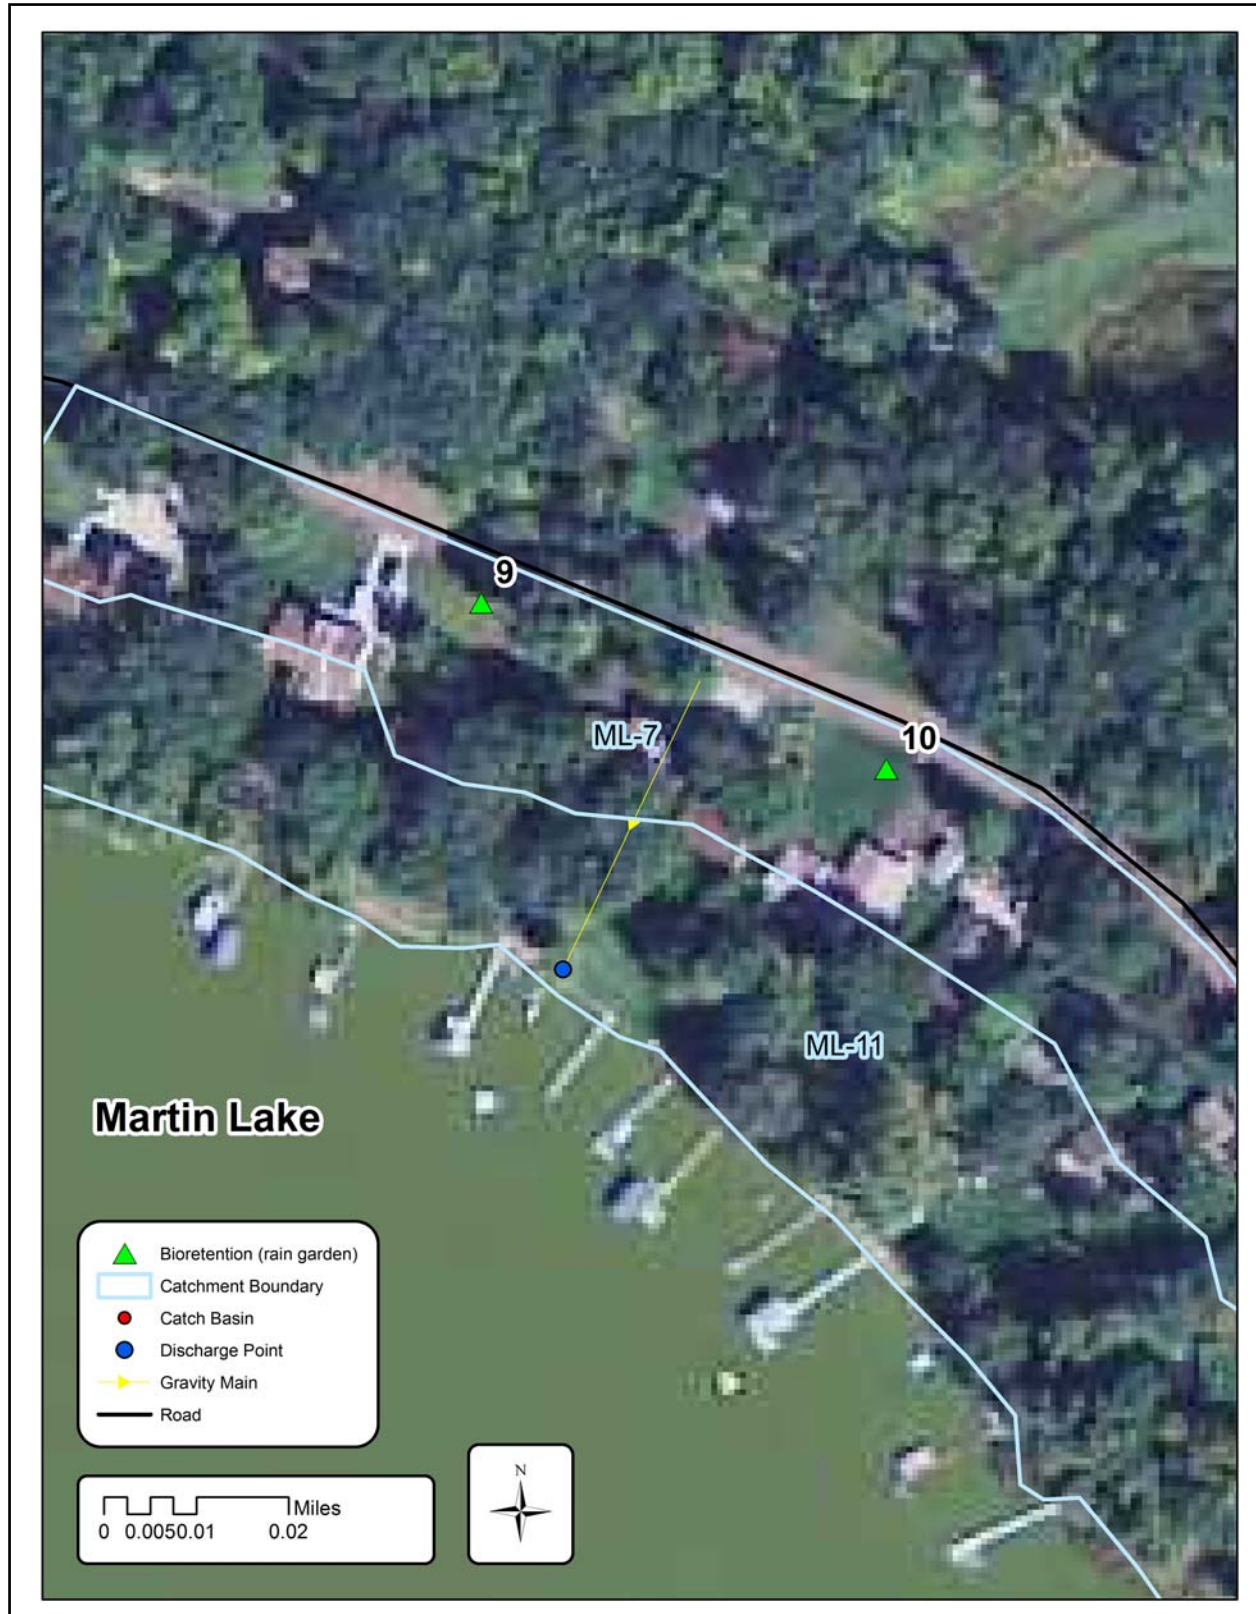 9
ML-7
10
ML-11
Martin Lake
Bioretention (rain garden)
Catchment Boundary
Catch Basin
Discharge Point
Gravity Main
Road
Miles
0 0.0050.01 0.02
N